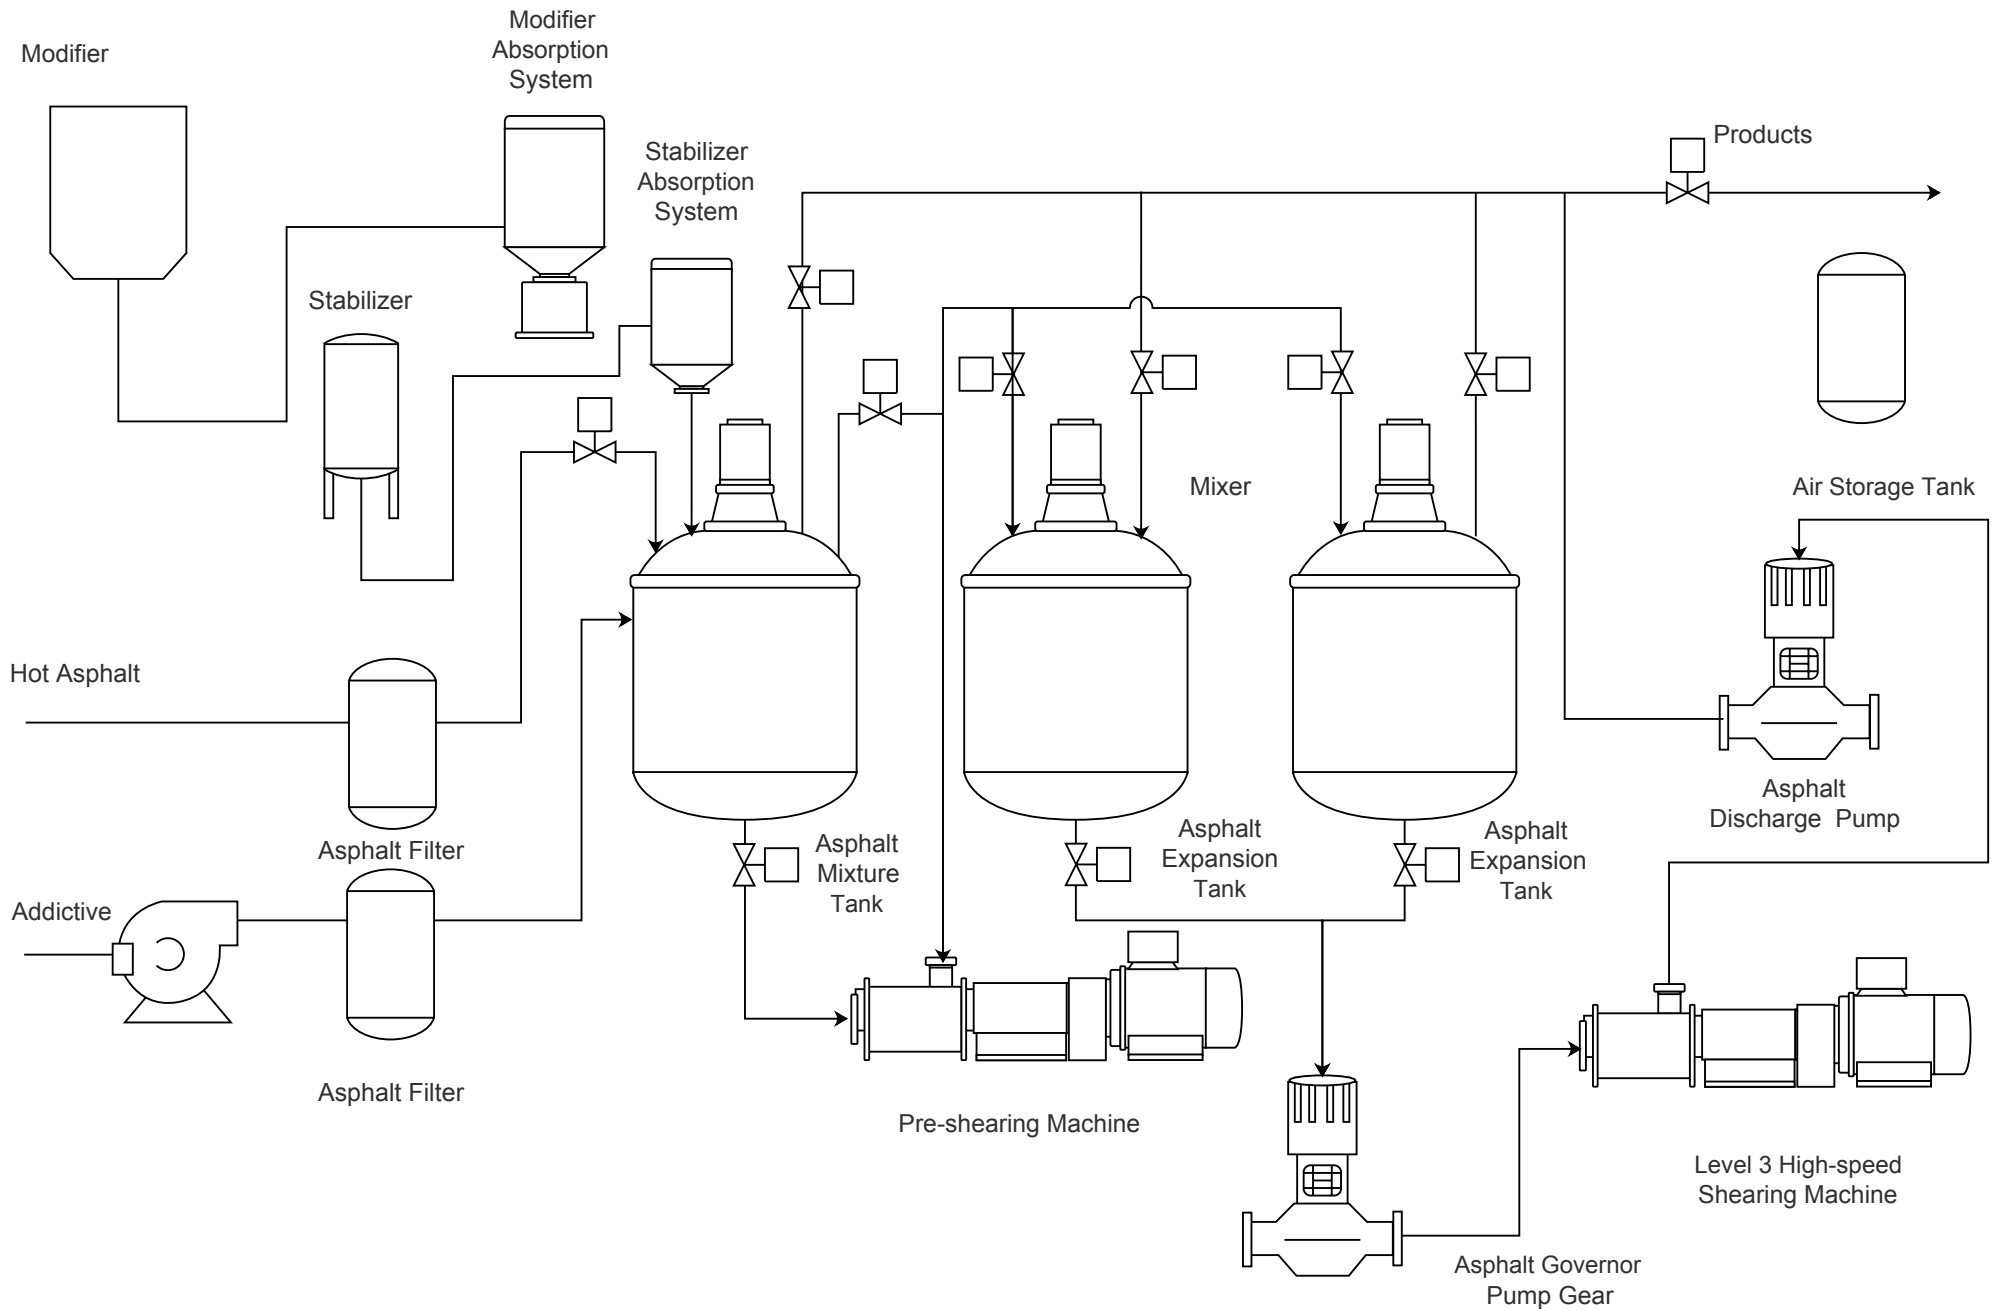 Modifier
Absorption
System
Modifier
Products
Stabilizer
Absorption
System
Stabilizer
Mixer
Air Storage Tank
Hot Asphalt
Asphalt
Discharge Pump
Asphalt Filter
Asphalt
Mixture
Tank
Asphalt
Expansion
Tank
Asphalt
Expansion
Tank
Addictive
Asphalt Filter
Pre-shearing Machine
Level 3 High-speed
Shearing Machine
Asphalt Governor
Pump Gear